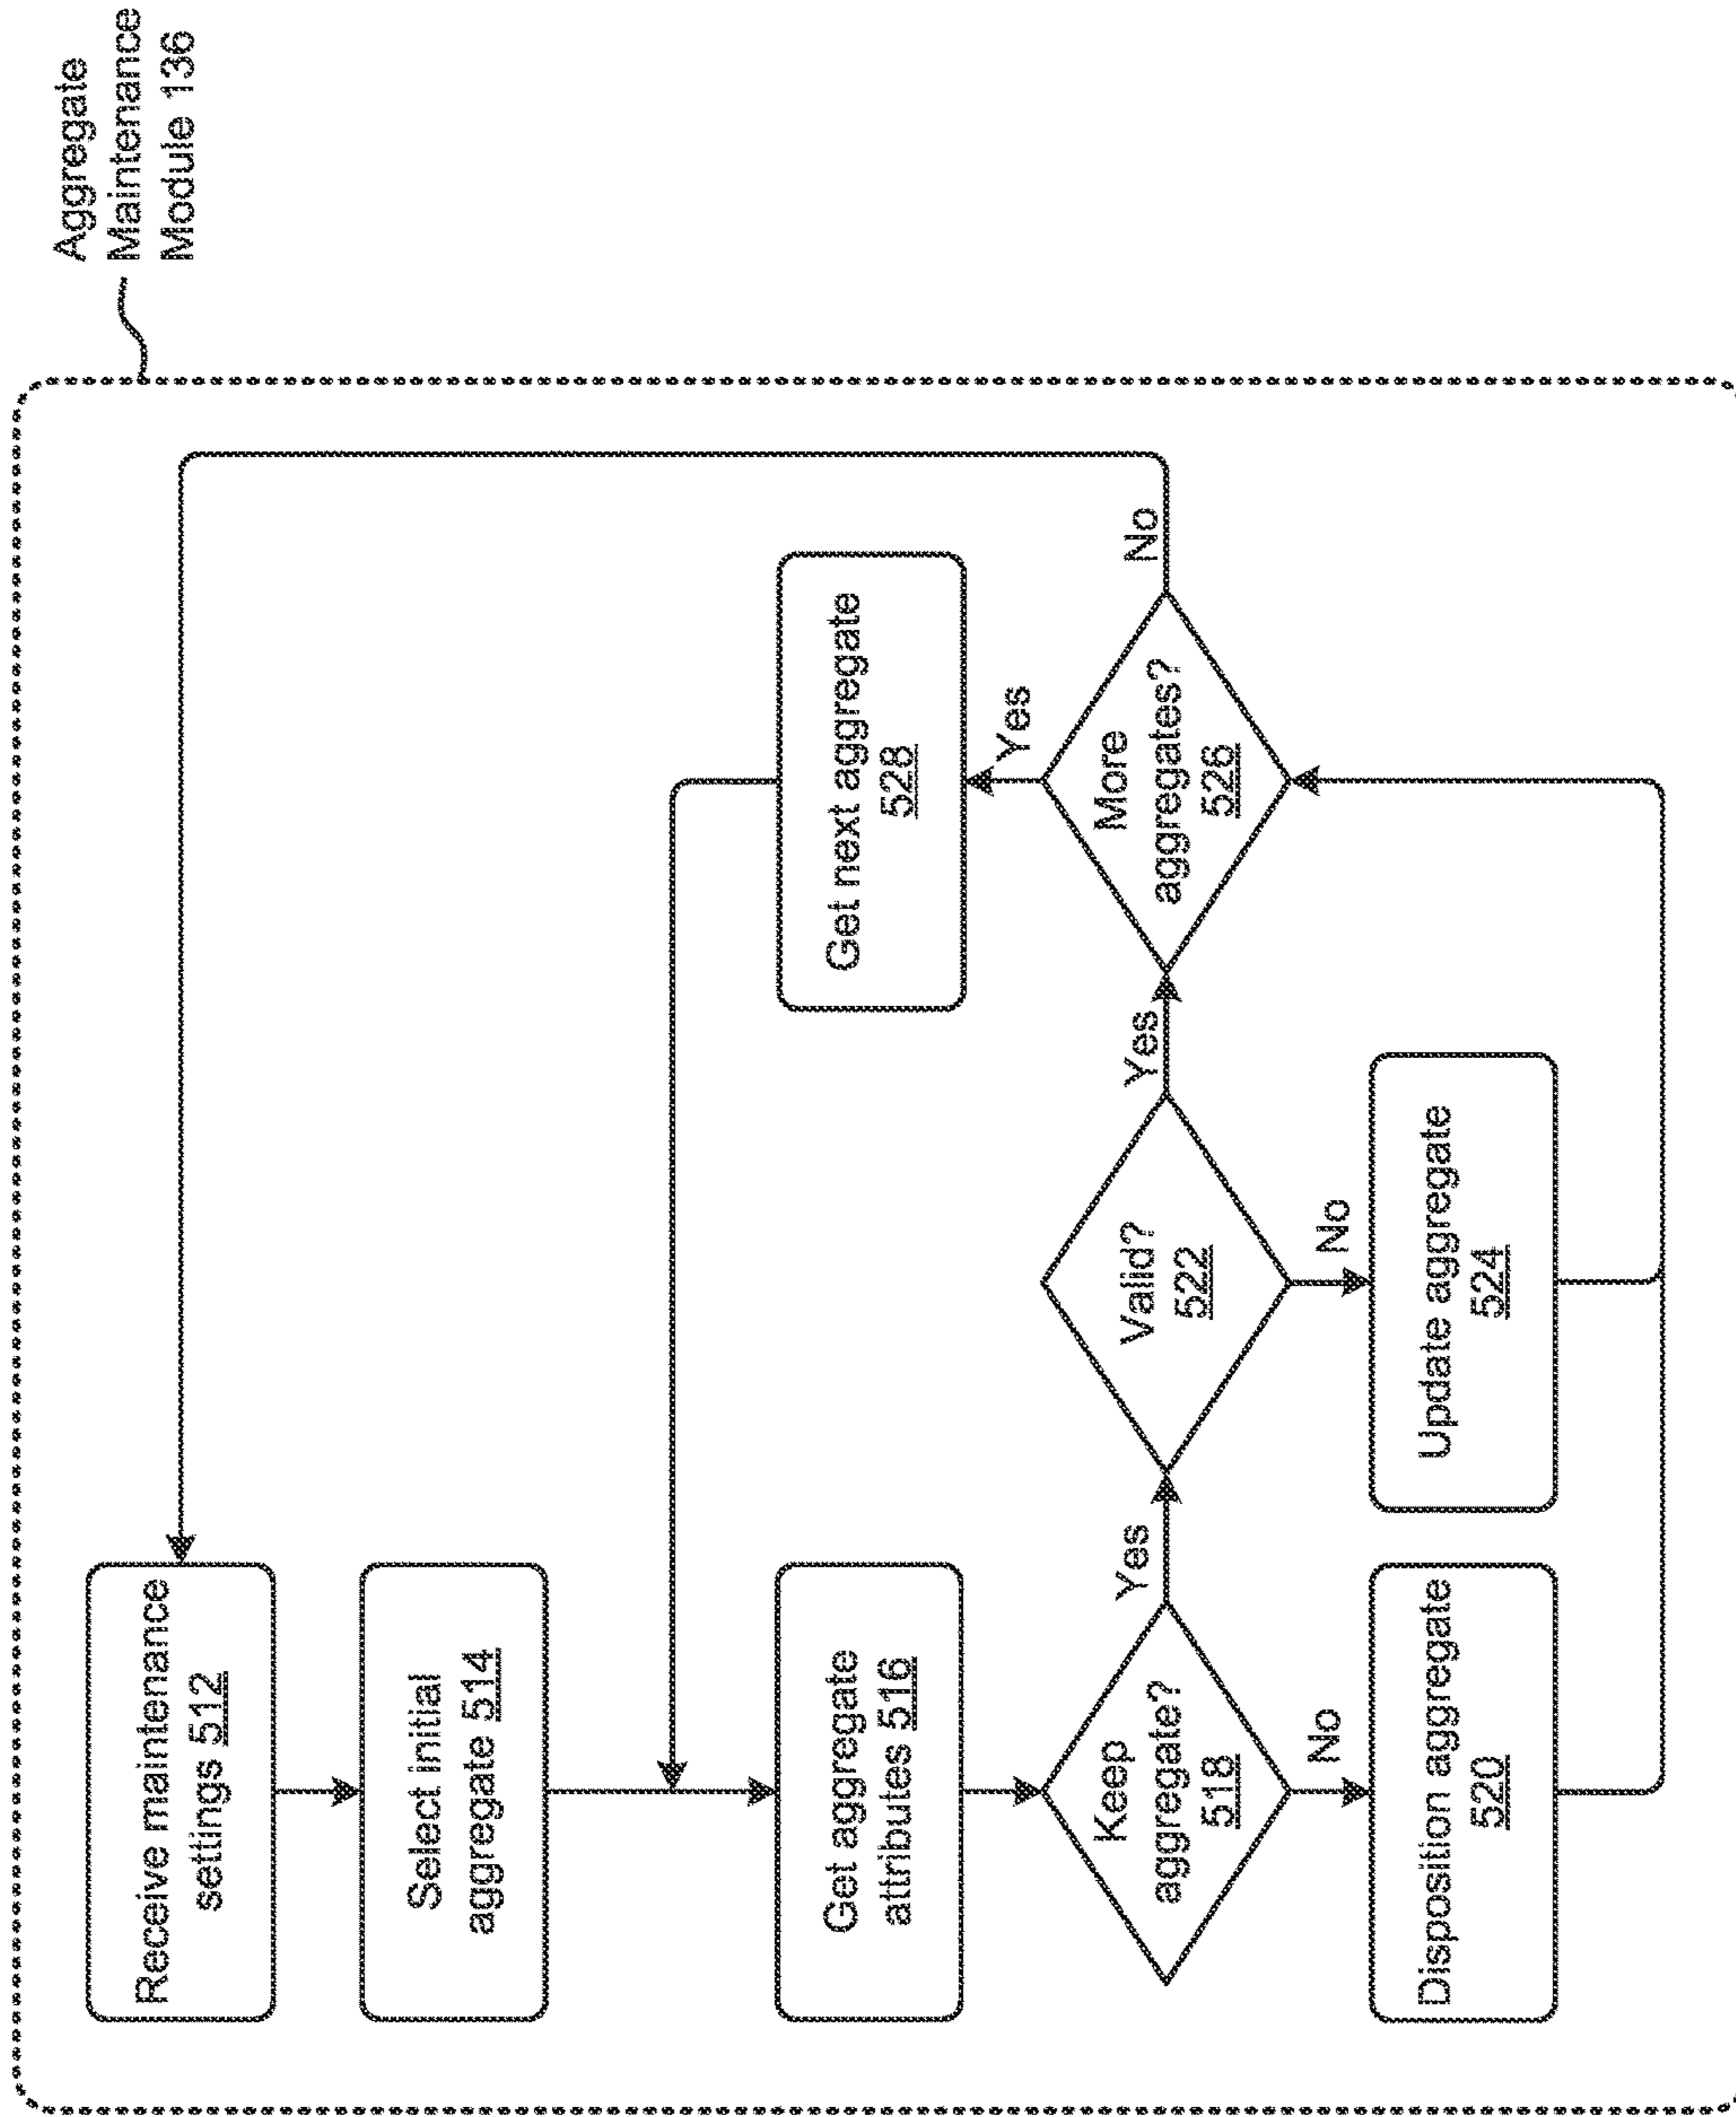 Aggregate
Maintenance
Module 136
Receive maintenance
settings 512
Select initial
aggregate 514
Get aggregate
attributes 516
Keep
aggregate?
518
Yes
No
Disposition aggregate
520
Valid?
522
Yes
No
Update aggregate
524
More
aggregates?
526
Yes
No
Get next aggregate
528